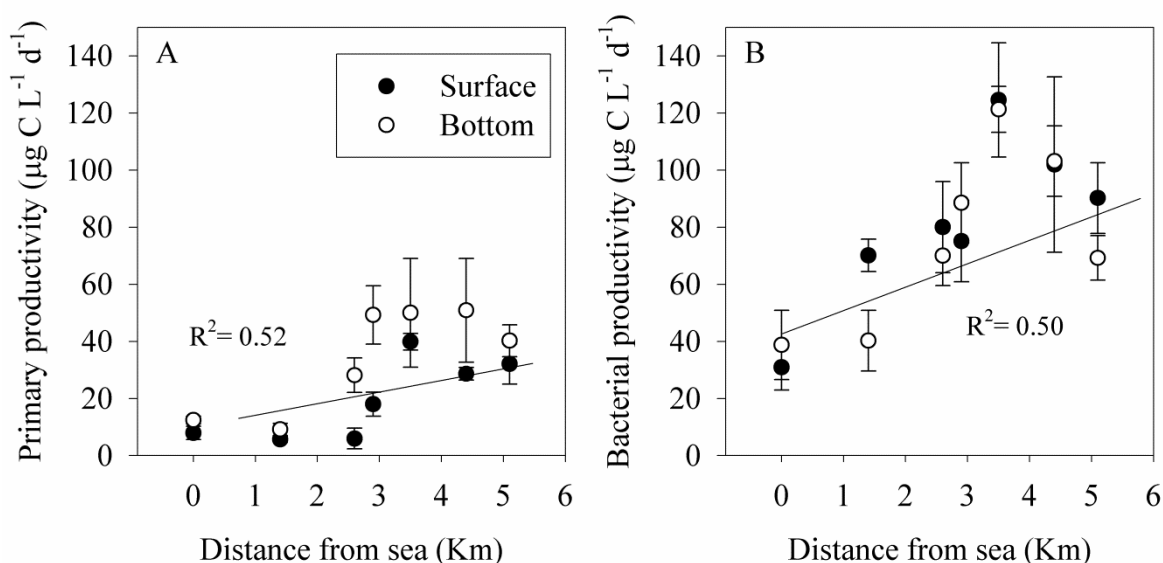 Primary productivity (µg C L⁻¹ d⁻¹)
140
120
100
80
60
40
20
0
A
Surface
Bottom
R²= 0.52
0 1 2 3 4 5 6
Distance from sea (Km)
Bacterial productivity (µg C L⁻¹ d⁻¹)
140
120
100
80
60
40
20
0
B
R²= 0.50
0 1 2 3 4 5 6
Distance from sea (Km)